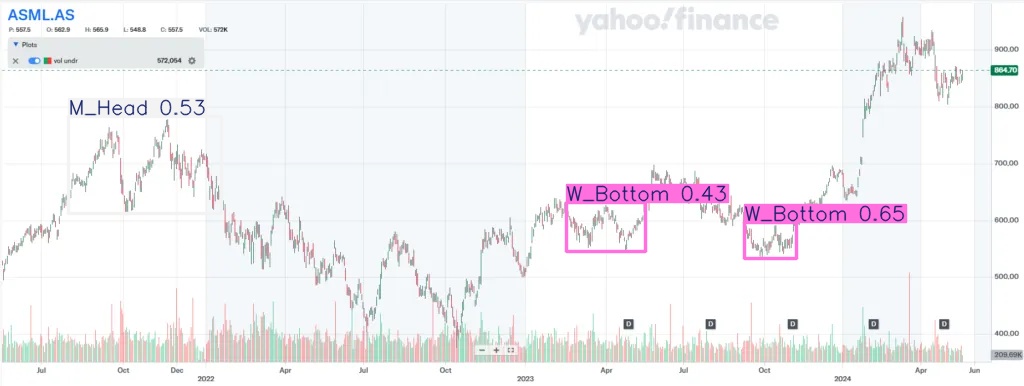 ASML.AS
yahoo!finance
P: 557.5 O: 562.9 H: 565.9 L: 548.8 C: 557.5 VOL: 572K
Plots
vol undr 572,054
M_Head 0.53
W_Bottom 0.43
W_Bottom 0.65
900.00
864.70
800.00
700.00
600.00
500.00
400.00
209.69K
D D D D D
Jul Oct Dec 2022 Apr Jul Oct 2023 Apr Jul Oct 2024 Apr Jun